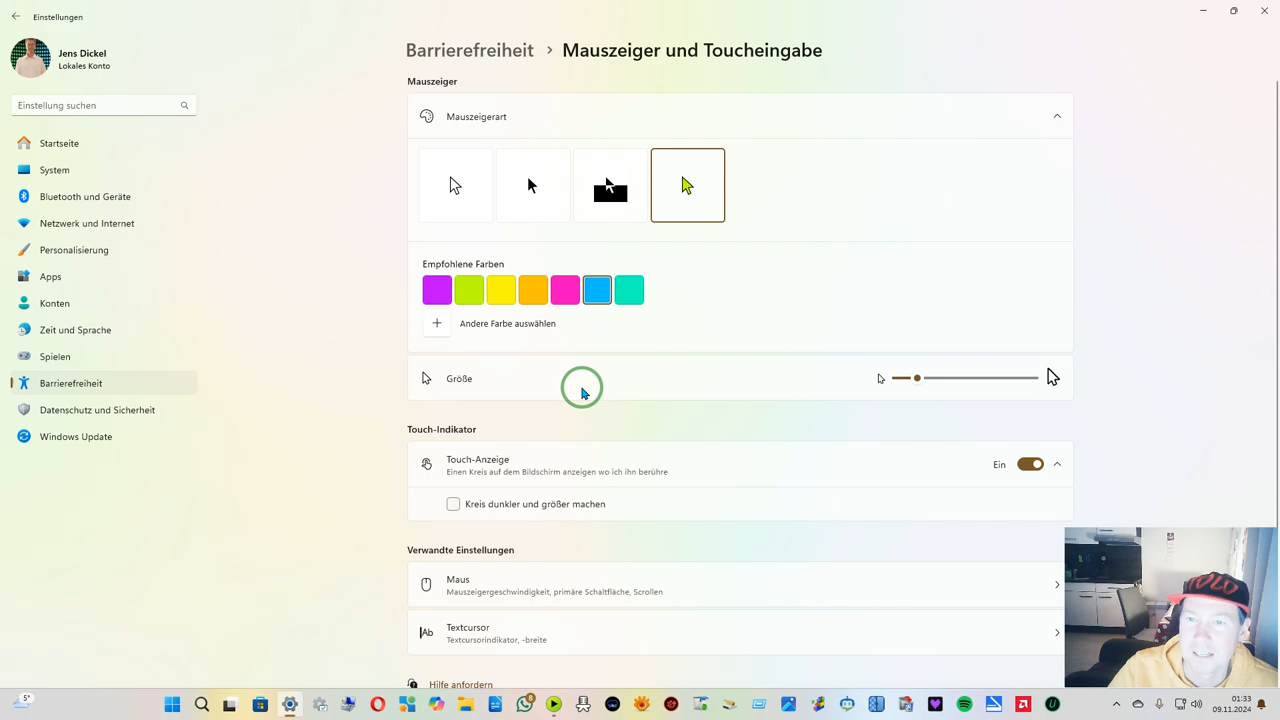 Einstellungen
Jens Dickel
Lokales Konto
Einstellung suchen
Startseite
System
Bluetooth und Geräte
Netzwerk und Internet
Personalisierung
Apps
Konten
Zeit und Sprache
Spielen
Barrierefreiheit
Datenschutz und Sicherheit
Windows Update
Barrierefreiheit > Mauszeiger und Toucheingabe
Mauszeiger
Mauszeigerart
Empfohlene Farben
+ Andere Farbe auswählen
Größe
Touch-Indikator
Touch-Anzeige
Einen Kreis auf dem Bildschirm anzeigen wo ich ihn berühre
Ein
Kreis dunkler und größer machen
Verwandte Einstellungen
Maus
Mauszeigergeschwindigkeit, primäre Schaltfläche, Scrollen
Ab
Textcursor
Textcursorindikator, -breite
Hilfe anfordern
5°
8
01:33
09.11.2024